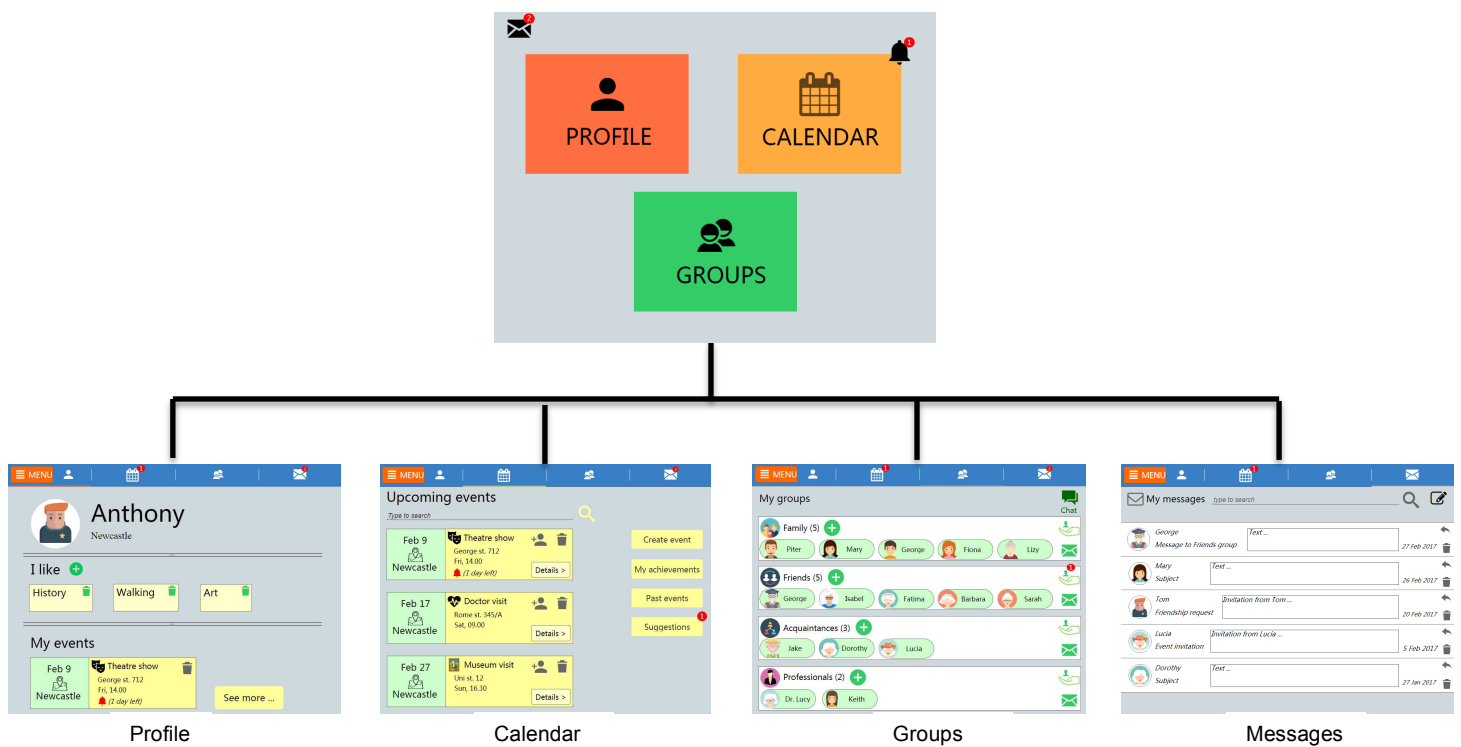 2
1
PROFILE
CALENDAR
GROUPS
MENU
1
Anthony
Newcastle
I like
History
Walking
Art
My events
Feb 9
Newcastle
Theatre show
George st. 712
Fri, 14.00
(1 day left)
See more ...
Profile
MENU
Upcoming events
Type to search
Feb 9
Newcastle
Theatre show
George st. 712
Fri, 14.00
(1 day left)
Details >
Feb 17
Newcastle
Doctor visit
Rome st. 345/A
Sat, 09.00
Details >
Feb 27
Newcastle
Museum visit
Uni st. 12
Sun, 16.30
Details >
Create event
My achievements
Past events
Suggestions
1
Calendar
MENU
1
My groups
Chat
Family (5)
Piter
Mary
George
Fiona
Lizy
Friends (5)
1
George
Isabel
Fatima
Barbara
Sarah
Acquaintances (3)
Jake
Dorothy
Lucia
Professionals (2)
Dr. Lucy
Keith
Groups
MENU
1
My messages
type to search
George
Message to Friends group
Text ...
27 Feb 2017
Mary
Subject
Text ...
26 Feb 2017
Tom
Friendship request
Invitation from Tom ...
20 Feb 2017
Lucia
Event invitation
Invitation from Lucia ...
5 Feb 2017
Dorothy
Subject
Text ...
27 Jan 2017
Messages